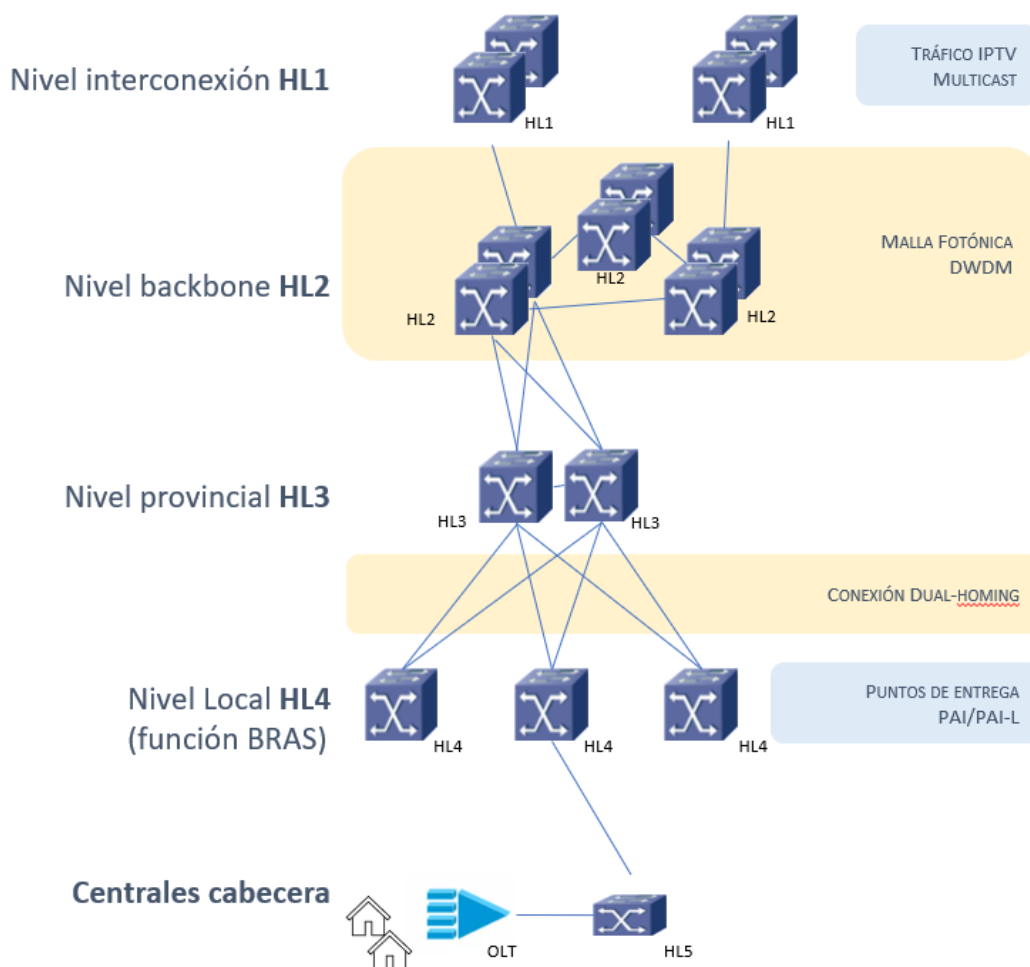 Nivel interconexión HL1
HL1
HL1
TRÁFICO IPTV
MULTICAST
Nivel backbone HL2
HL2
HL2
HL2
MALLA FOTÓNICA
DWDM
Nivel provincial HL3
HL3
HL3
CONEXIÓN DUAL-HOMING
Nivel Local HL4
(función BRAS)
HL4
HL4
HL4
PUNTOS DE ENTREGA
PAI/PAI-L
Centrales cabecera
OLT
HL5